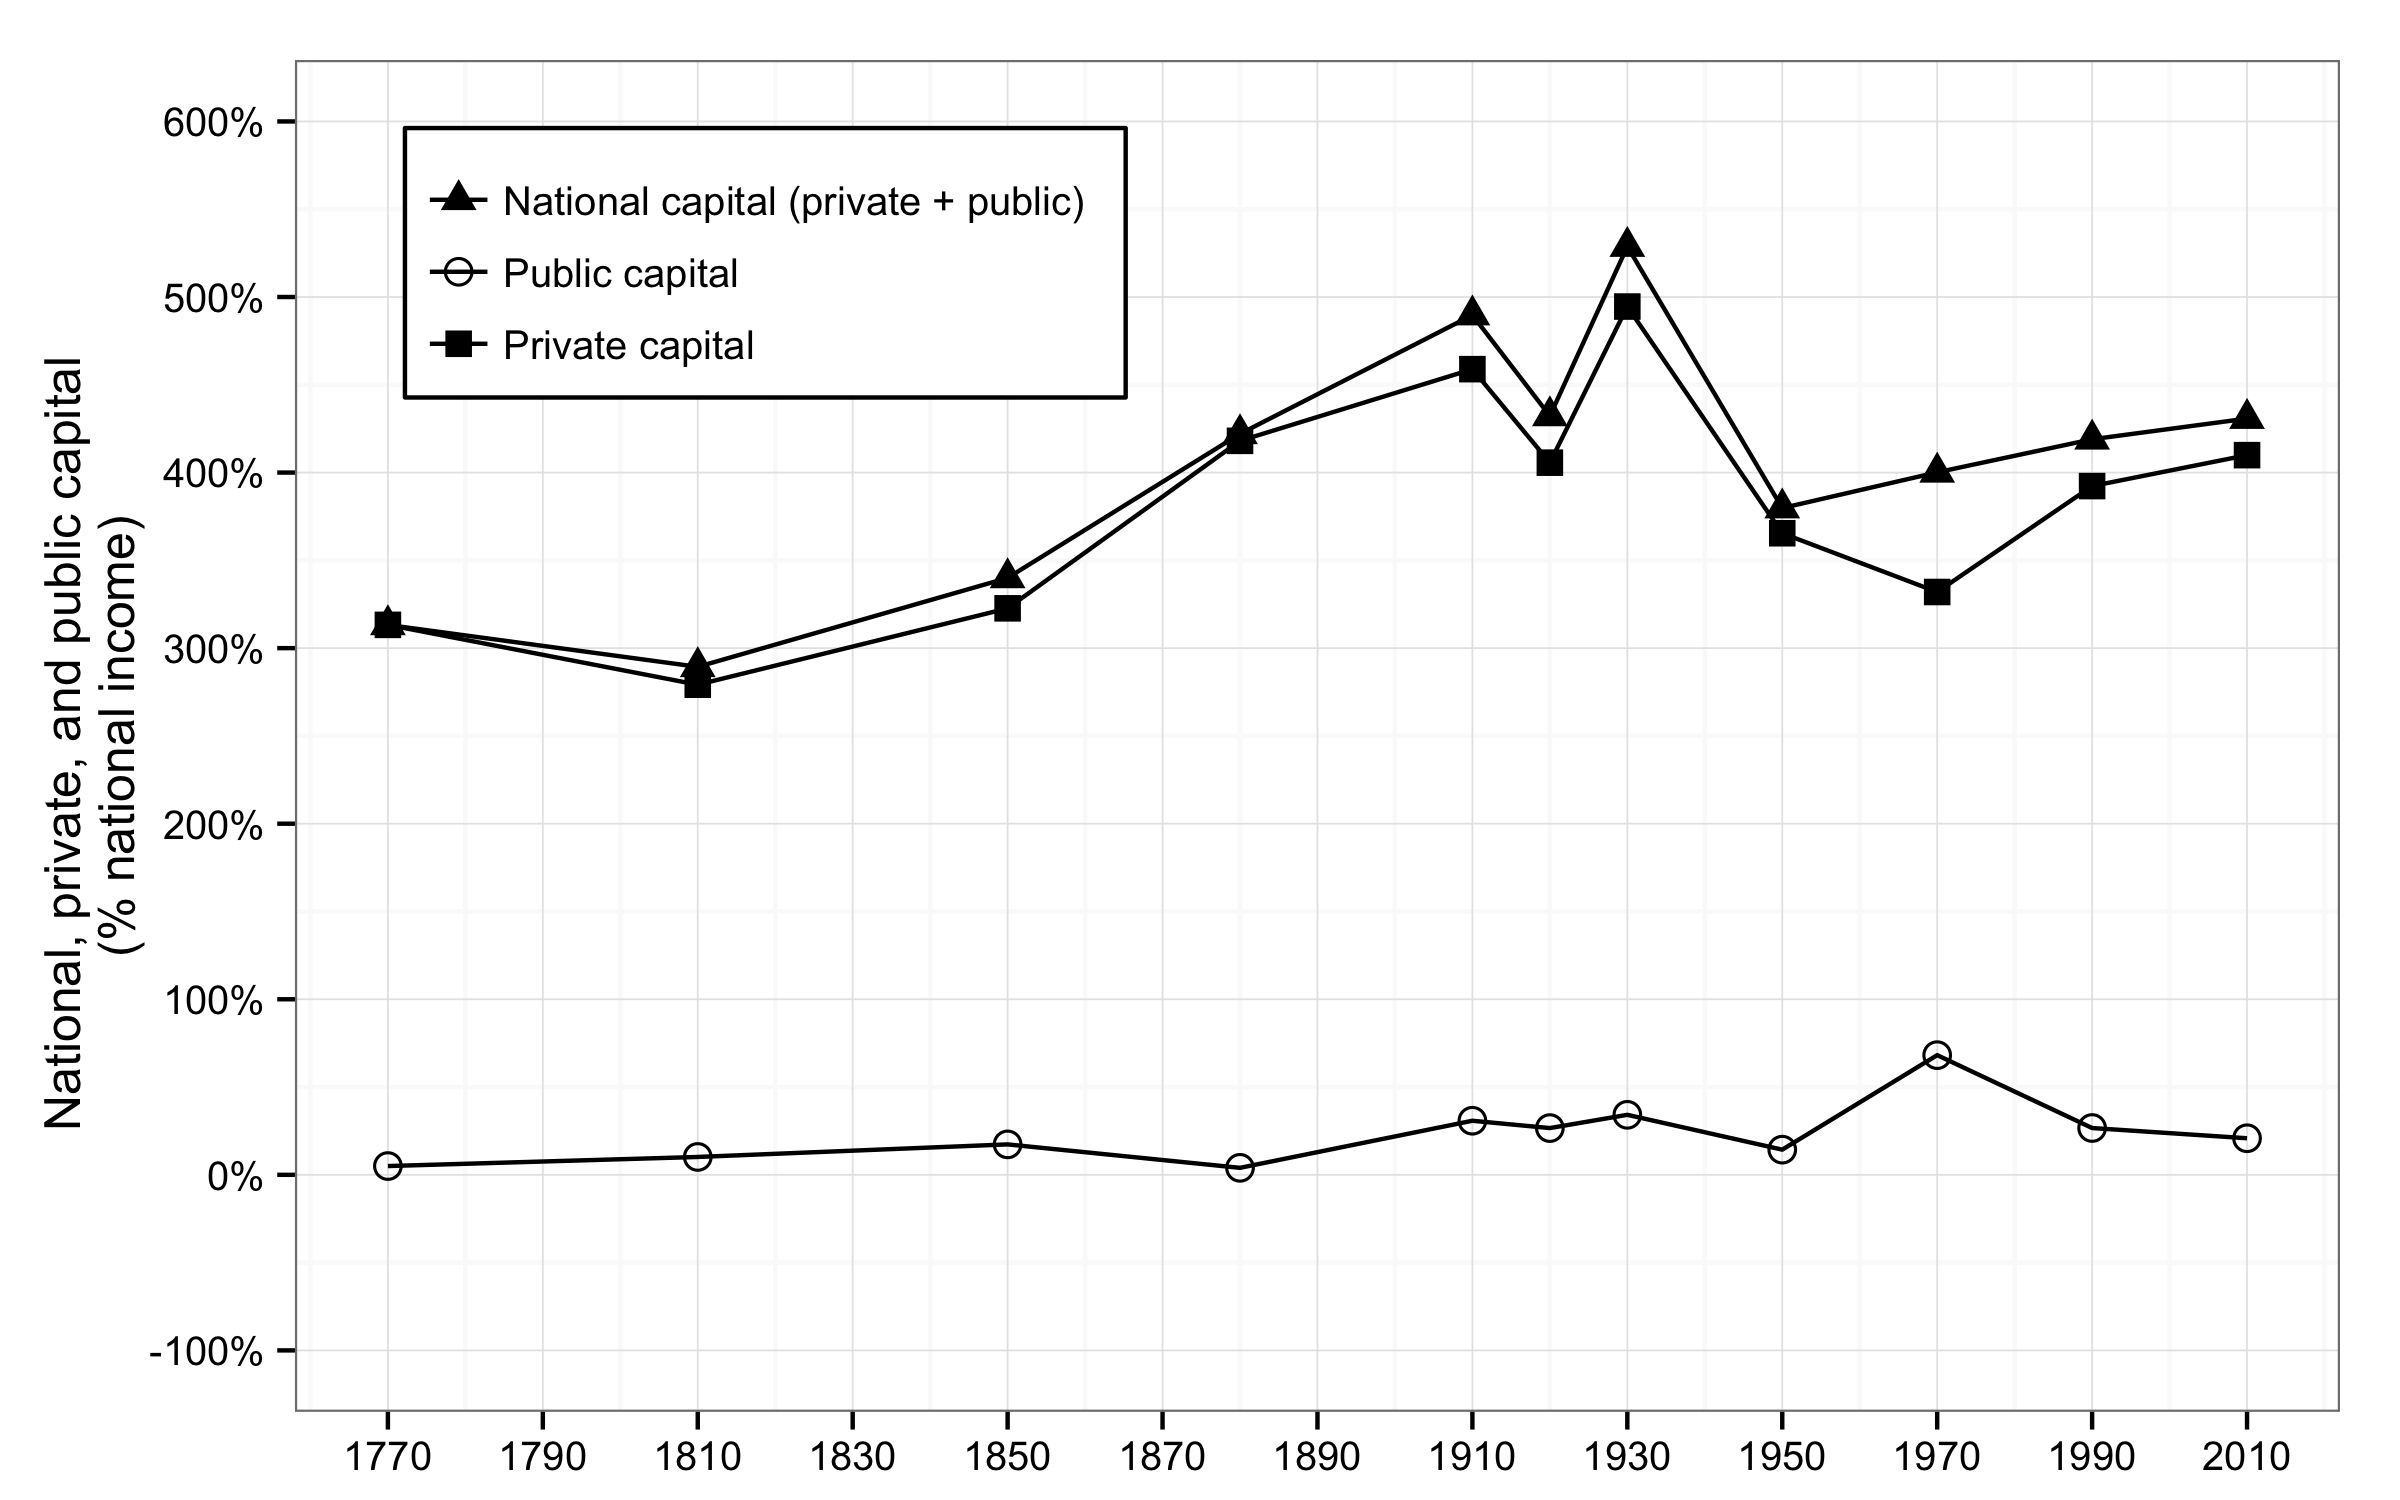 National, private, and public capital
(% national income)
600%
500%
400%
300%
200%
100%
0%
-100%
National capital (private + public)
Public capital
Private capital
1770 1790 1810 1830 1850 1870 1890 1910 1930 1950 1970 1990 2010